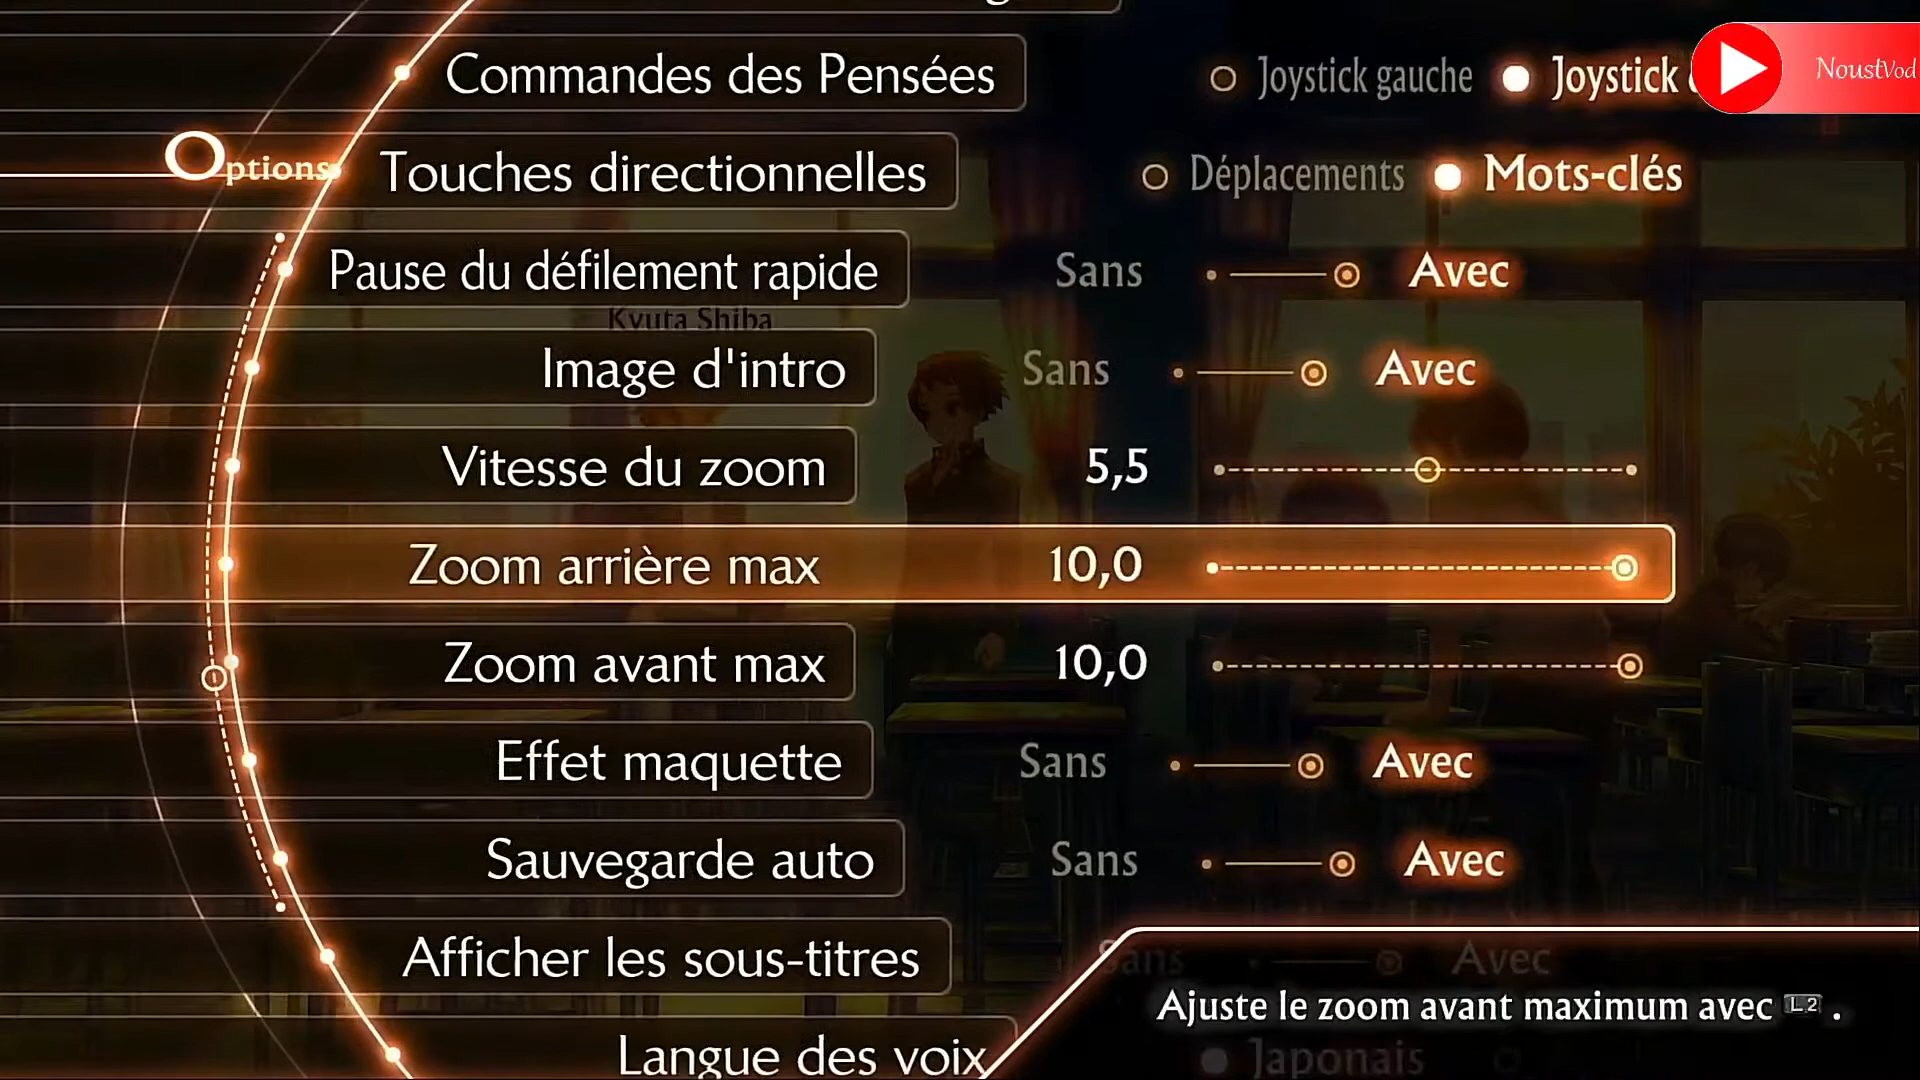 Commandes des Pensées Joystick gauche Joystick
NoustVod
Options
Touches directionnelles Déplacements Mots-clés
Pause du défilement rapide Sans Avec
Kyuta Shiba
Image d'intro Sans Avec
Vitesse du zoom 5,5
Zoom arrière max 10,0
Zoom avant max 10,0
Effet maquette Sans Avec
Sauvegarde auto Sans Avec
Afficher les sous-titres Sans Avec
Ajuste le zoom avant maximum avec L2 .
Langue des voix Japonais